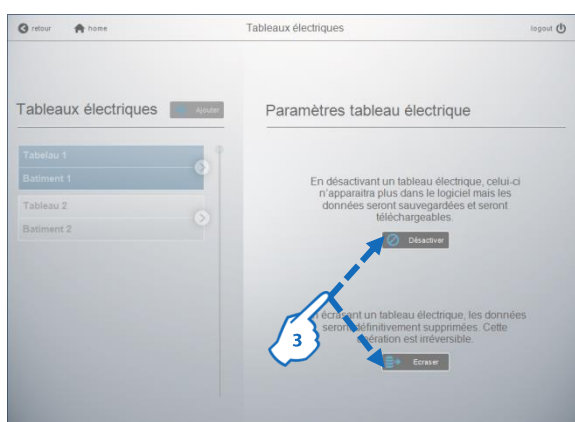 retour
home
Tableaux électriques
logout
Tableaux électriques
Ajouter
Tabelau 1
Batiment 1
Tableau 2
Batiment 2
Paramètres tableau électrique
En désactivant un tableau électrique, celui-ci
n'apparaitra plus dans le logiciel mais les
données seront sauvegardées et seront
téléchargeables.
Désactiver
écrasant un tableau électrique, les données
seront définitivement supprimées. Cette
opération est irréversible.
Ecraser
3